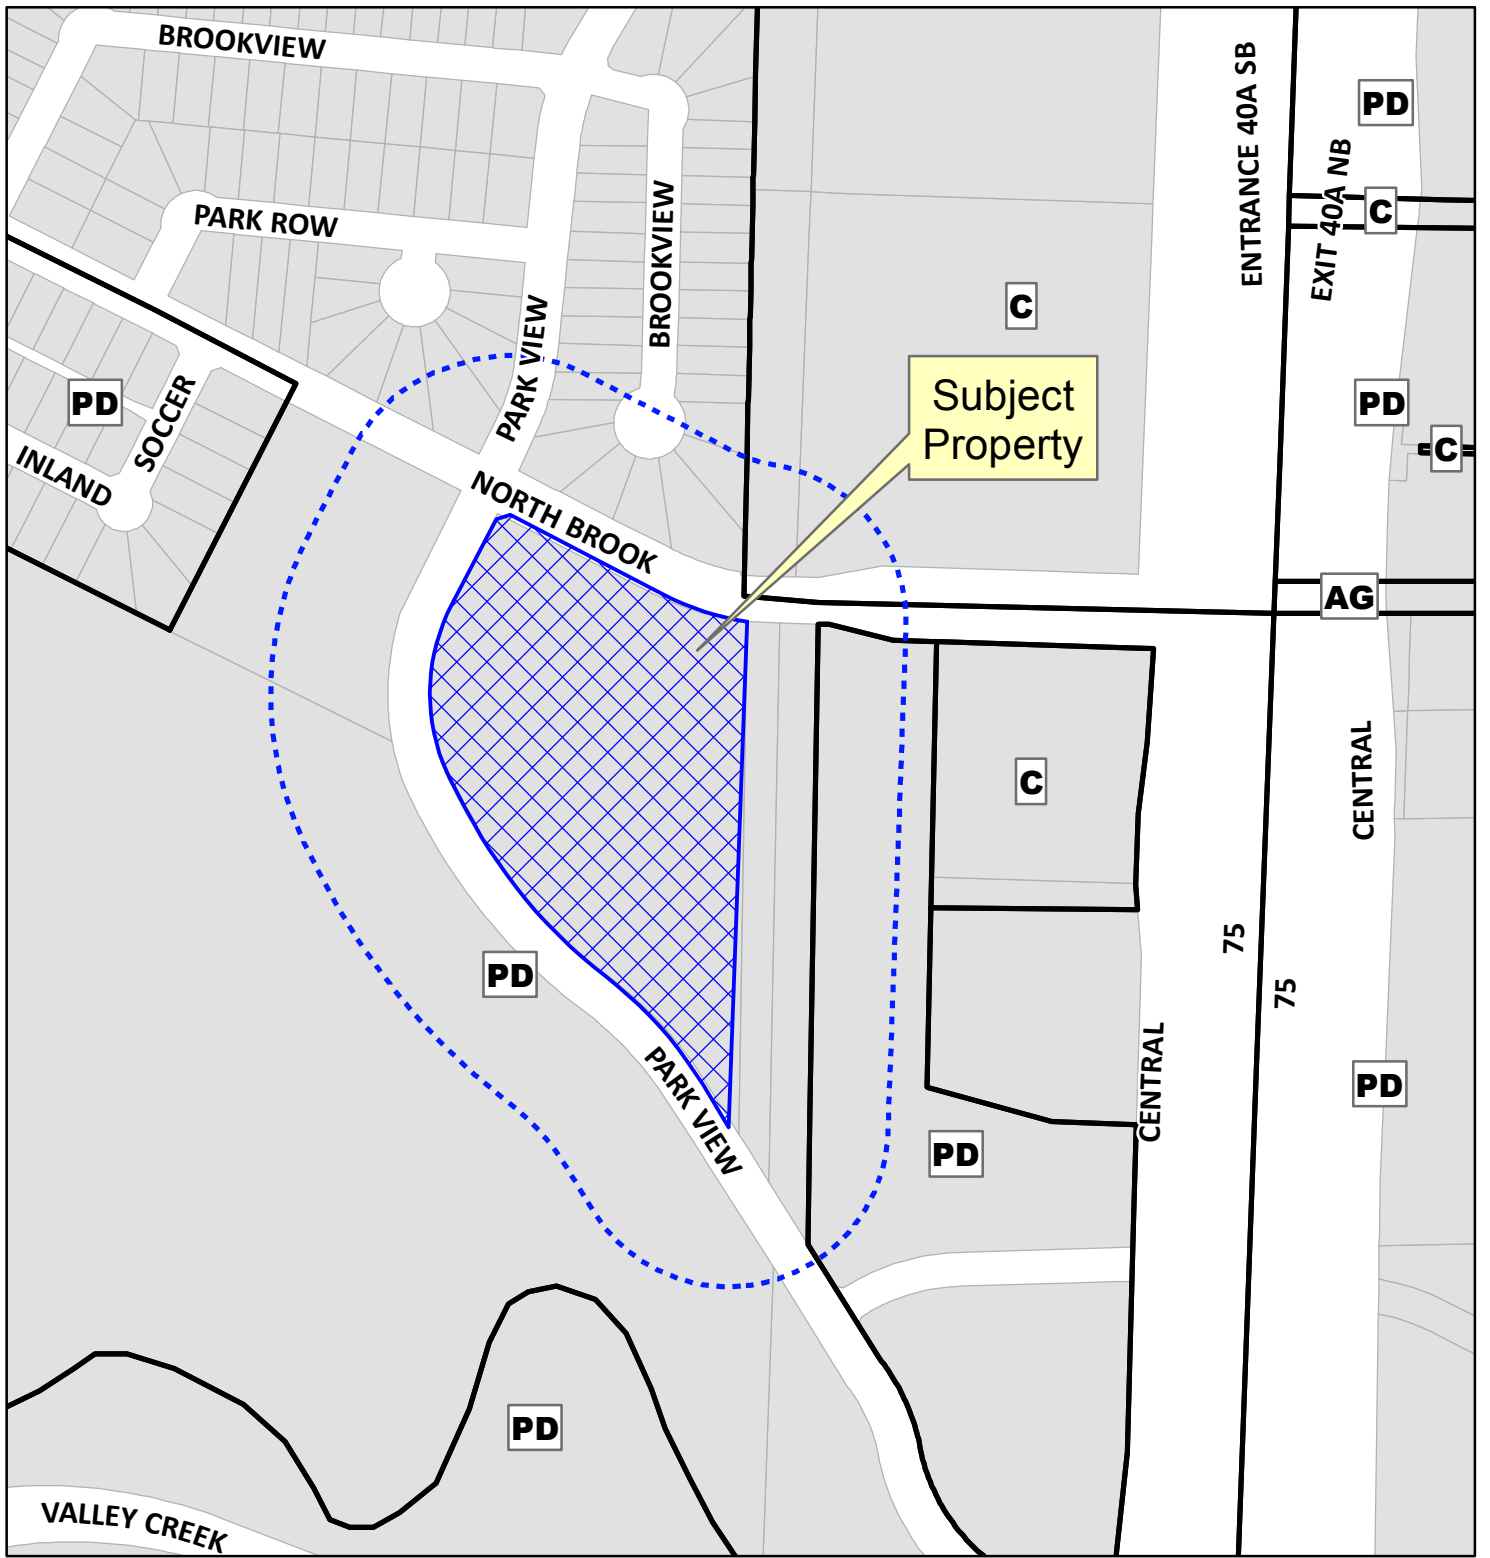 BROOKVIEW
ENTRANCE 40A SB
PD
EXIT 40A NB
C
PARK ROW
BROOKVIEW
C
PARK VIEW
Subject
Property
PD
SOCCER
PD
C
INLAND
NORTH BROOK
AG
C
CENTRAL
75
75
PD
PARK VIEW
CENTRAL
PD
PD
PD
VALLEY CREEK